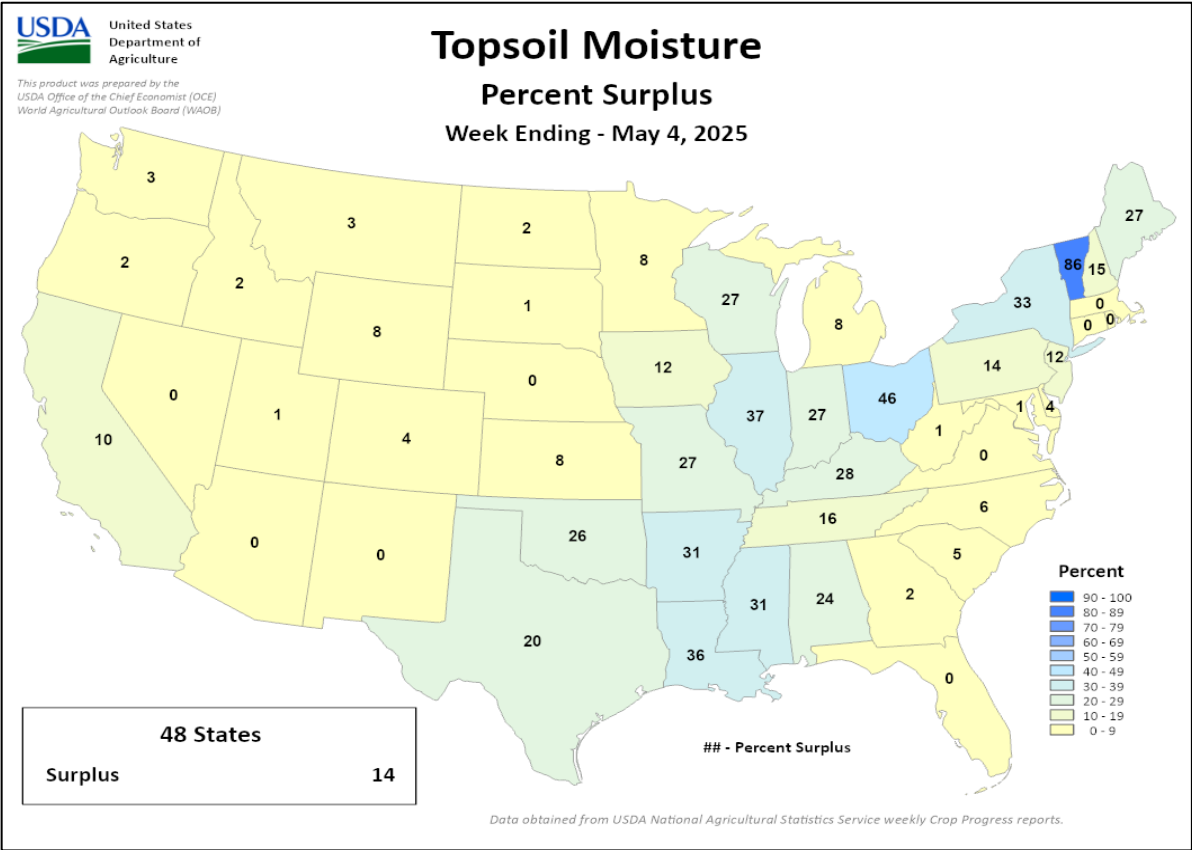 USDA
United States
Department of
Agriculture
This product was prepared by the
USDA Office of the Chief Economist (OCE)
World Agricultural Outlook Board (WAOB)
Topsoil Moisture
Percent Surplus
Week Ending - May 4, 2025
3
3
2
8
27
2
2
1
27
86
15
33
0
0
0
8
8
0
12
14
12
10
0
1
4
8
27
37
27
46
1
1
4
0
28
0
0
26
31
16
6
5
20
36
31
24
2
0
Percent
90 - 100
80 - 89
70 - 79
60 - 69
50 - 59
40 - 49
30 - 39
20 - 29
10 - 19
0 - 9
48 States
Surplus 14
## - Percent Surplus
Data obtained from USDA National Agricultural Statistics Service weekly Crop Progress reports.